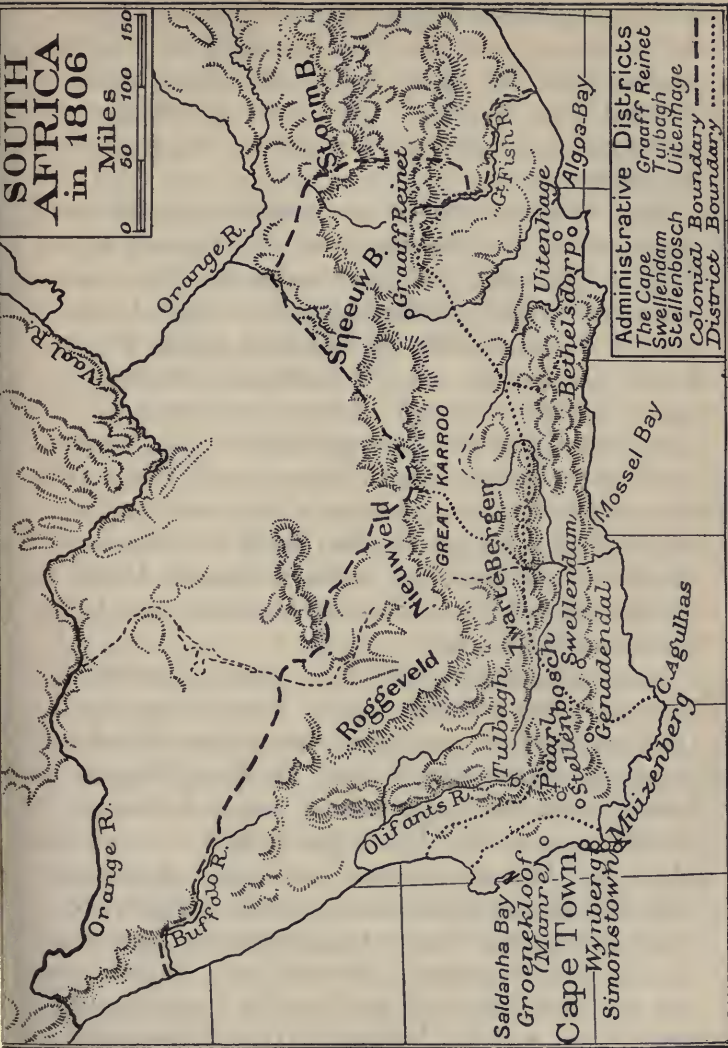 SOUTH
AFRICA
in 1806
Miles
0 50 100 150
Vaal R.
Orange R.
Storm B.
Sneeuw B.
Graaff Reinet
Gt Fish R.
Orange R.
Buffalo R.
Nieuwveld
GREAT KARROO
Roggeveld
Olifants R.
Tulbagh
ZwarteBergen
Uitenhage
Algoa Bay
Bethelsdorp
Mossel Bay
Paarl
Stellenbosch
Swellendam
Genadendal
C. Agulhas
Muizenberg
Saldanha Bay
Groenekloof
(Mamre)
Cape Town
Wynberg
Simonstown
Administrative Districts
The Cape Graaff Reinet
Swellendam Tulbagh
Stellenbosch Uitenhage
Colonial Boundary
District Boundary